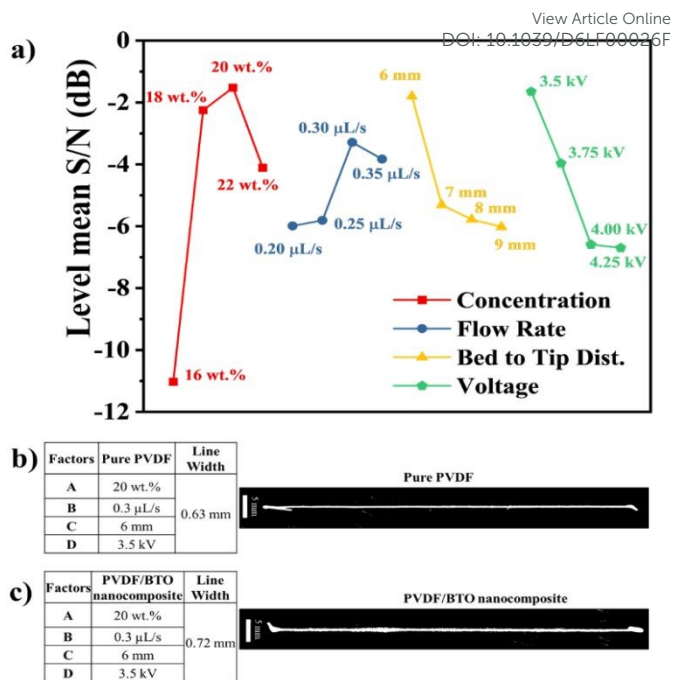 View Article Online
DOI: 10.1039/D6LF00026F
a)
Level mean S/N (dB)
0
-2
-4
-6
-8
-10
-12
16 wt.%
18 wt.%
20 wt.%
22 wt.%
0.20 µL/s
0.25 µL/s
0.30 µL/s
0.35 µL/s
6 mm
7 mm
8 mm
9 mm
3.5 kV
3.75 kV
4.00 kV
4.25 kV
Concentration
Flow Rate
Bed to Tip Dist.
Voltage
b)
Factors Pure PVDF Line Width
A 20 wt.% 0.63 mm
B 0.3 µL/s
C 6 mm
D 3.5 kV
Pure PVDF
5 mm
c)
Factors PVDF/BTO nanocomposite Line Width
A 20 wt.% 0.72 mm
B 0.3 µL/s
C 6 mm
D 3.5 kV
PVDF/BTO nanocomposite
5 mm